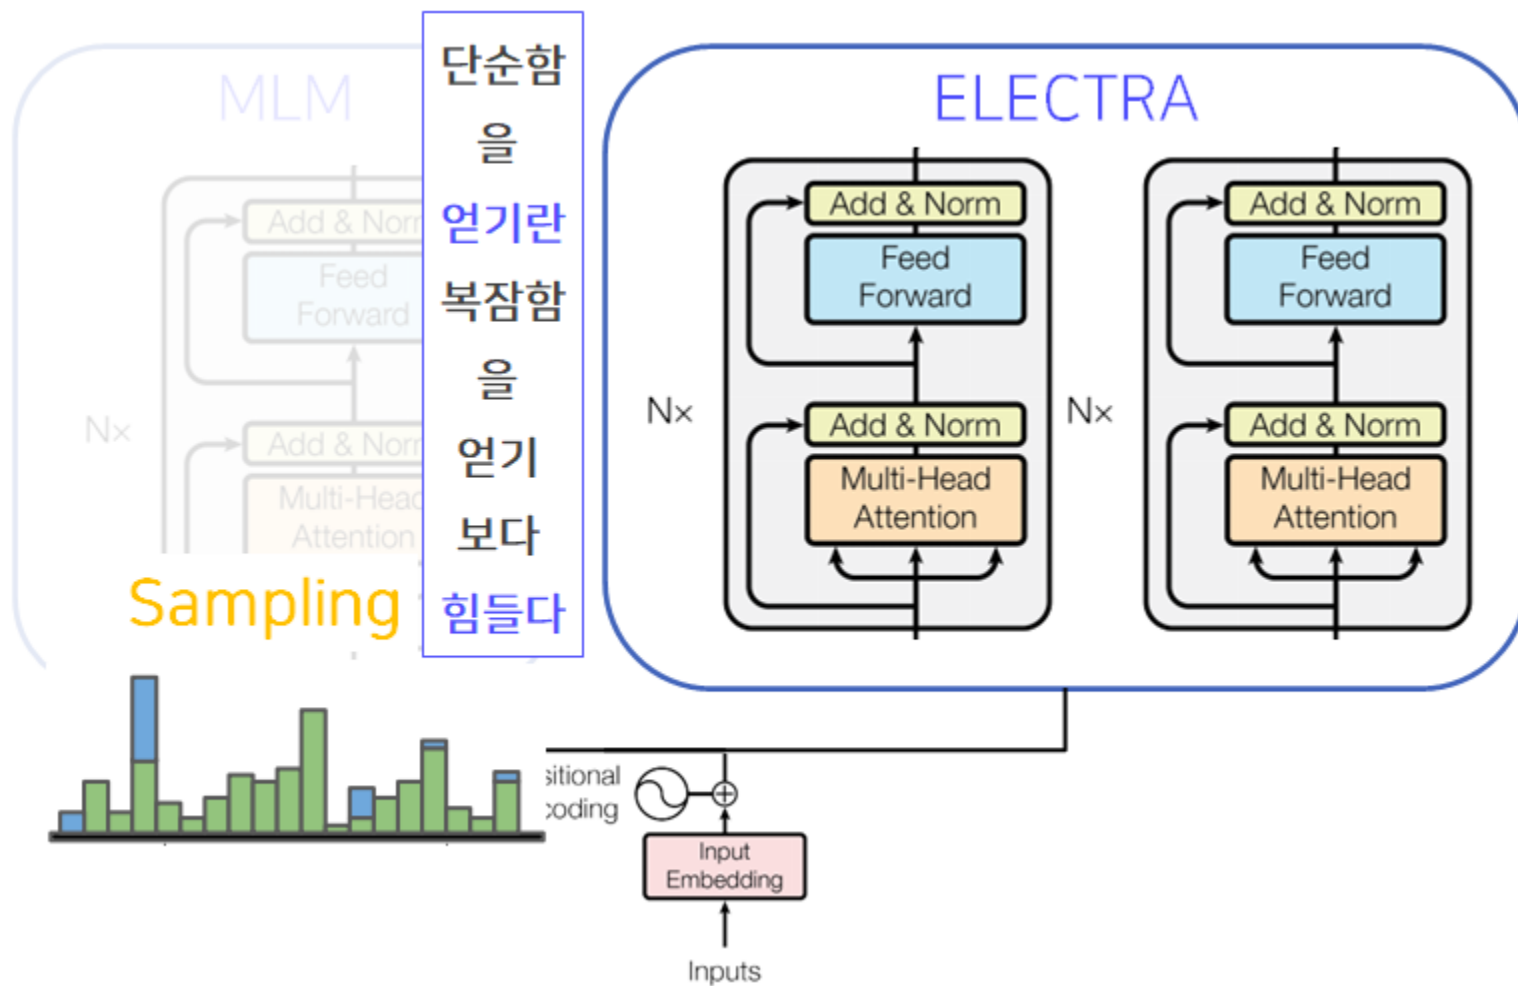 MLM
Add & Norm
Feed
Forward
Nx
Add & Norm
Multi-Head
Attention
Sampling
단순함
을
얻기란
복잠함
을
얻기
보다
힘들다
ELECTRA
Add & Norm
Feed
Forward
Nx
Add & Norm
Multi-Head
Attention
Add & Norm
Feed
Forward
Nx
Add & Norm
Multi-Head
Attention
sitional
coding
Input
Embedding
Inputs